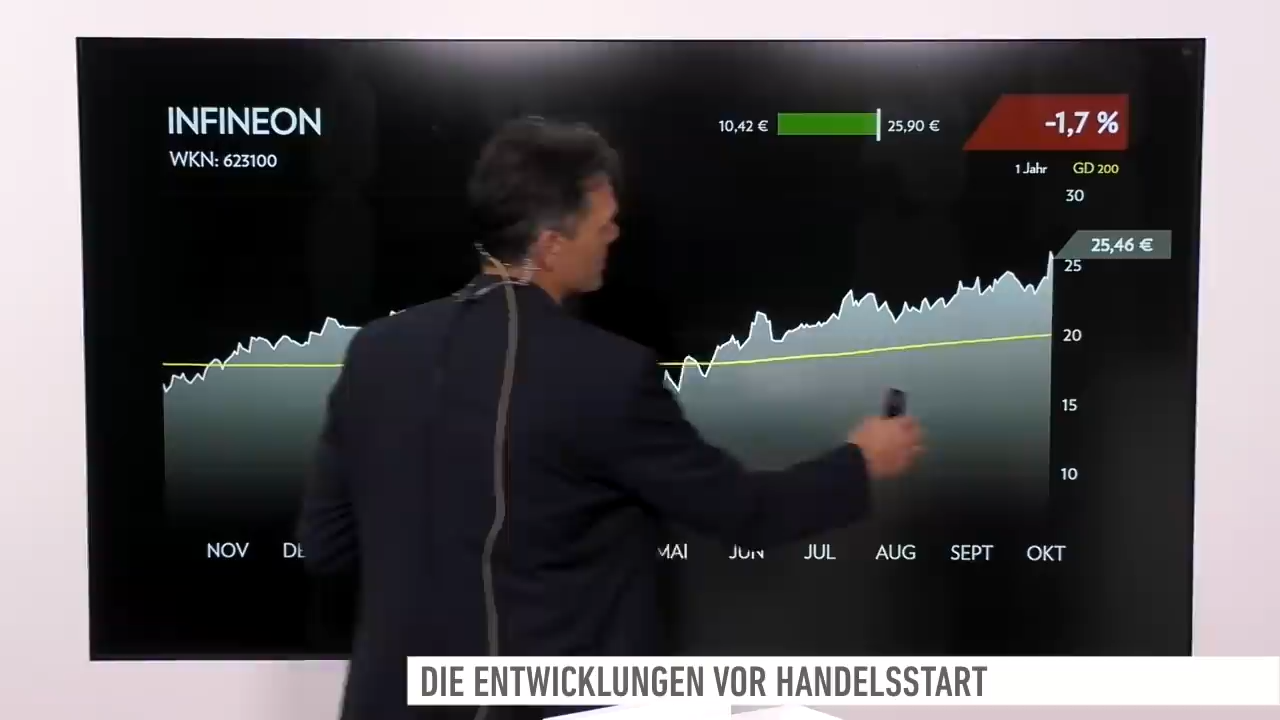 INFINEON
WKN: 623100
10,42 €
25,90 €
-1,7 %
1 Jahr
GD 200
30
25,46 €
25
20
15
10
NOV
MAI
JUN
JUL
AUG
SEPT
OKT
DIE ENTWICKLUNGEN VOR HANDELSSTART